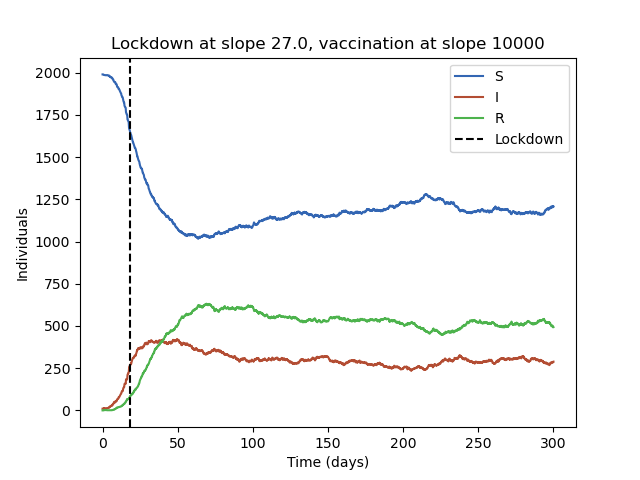 Lockdown at slope 27.0, vaccination at slope 10000
S
I
R
Lockdown
Individuals
2000
1750
1500
1250
1000
750
500
250
0
0 50 100 150 200 250 300
Time (days)